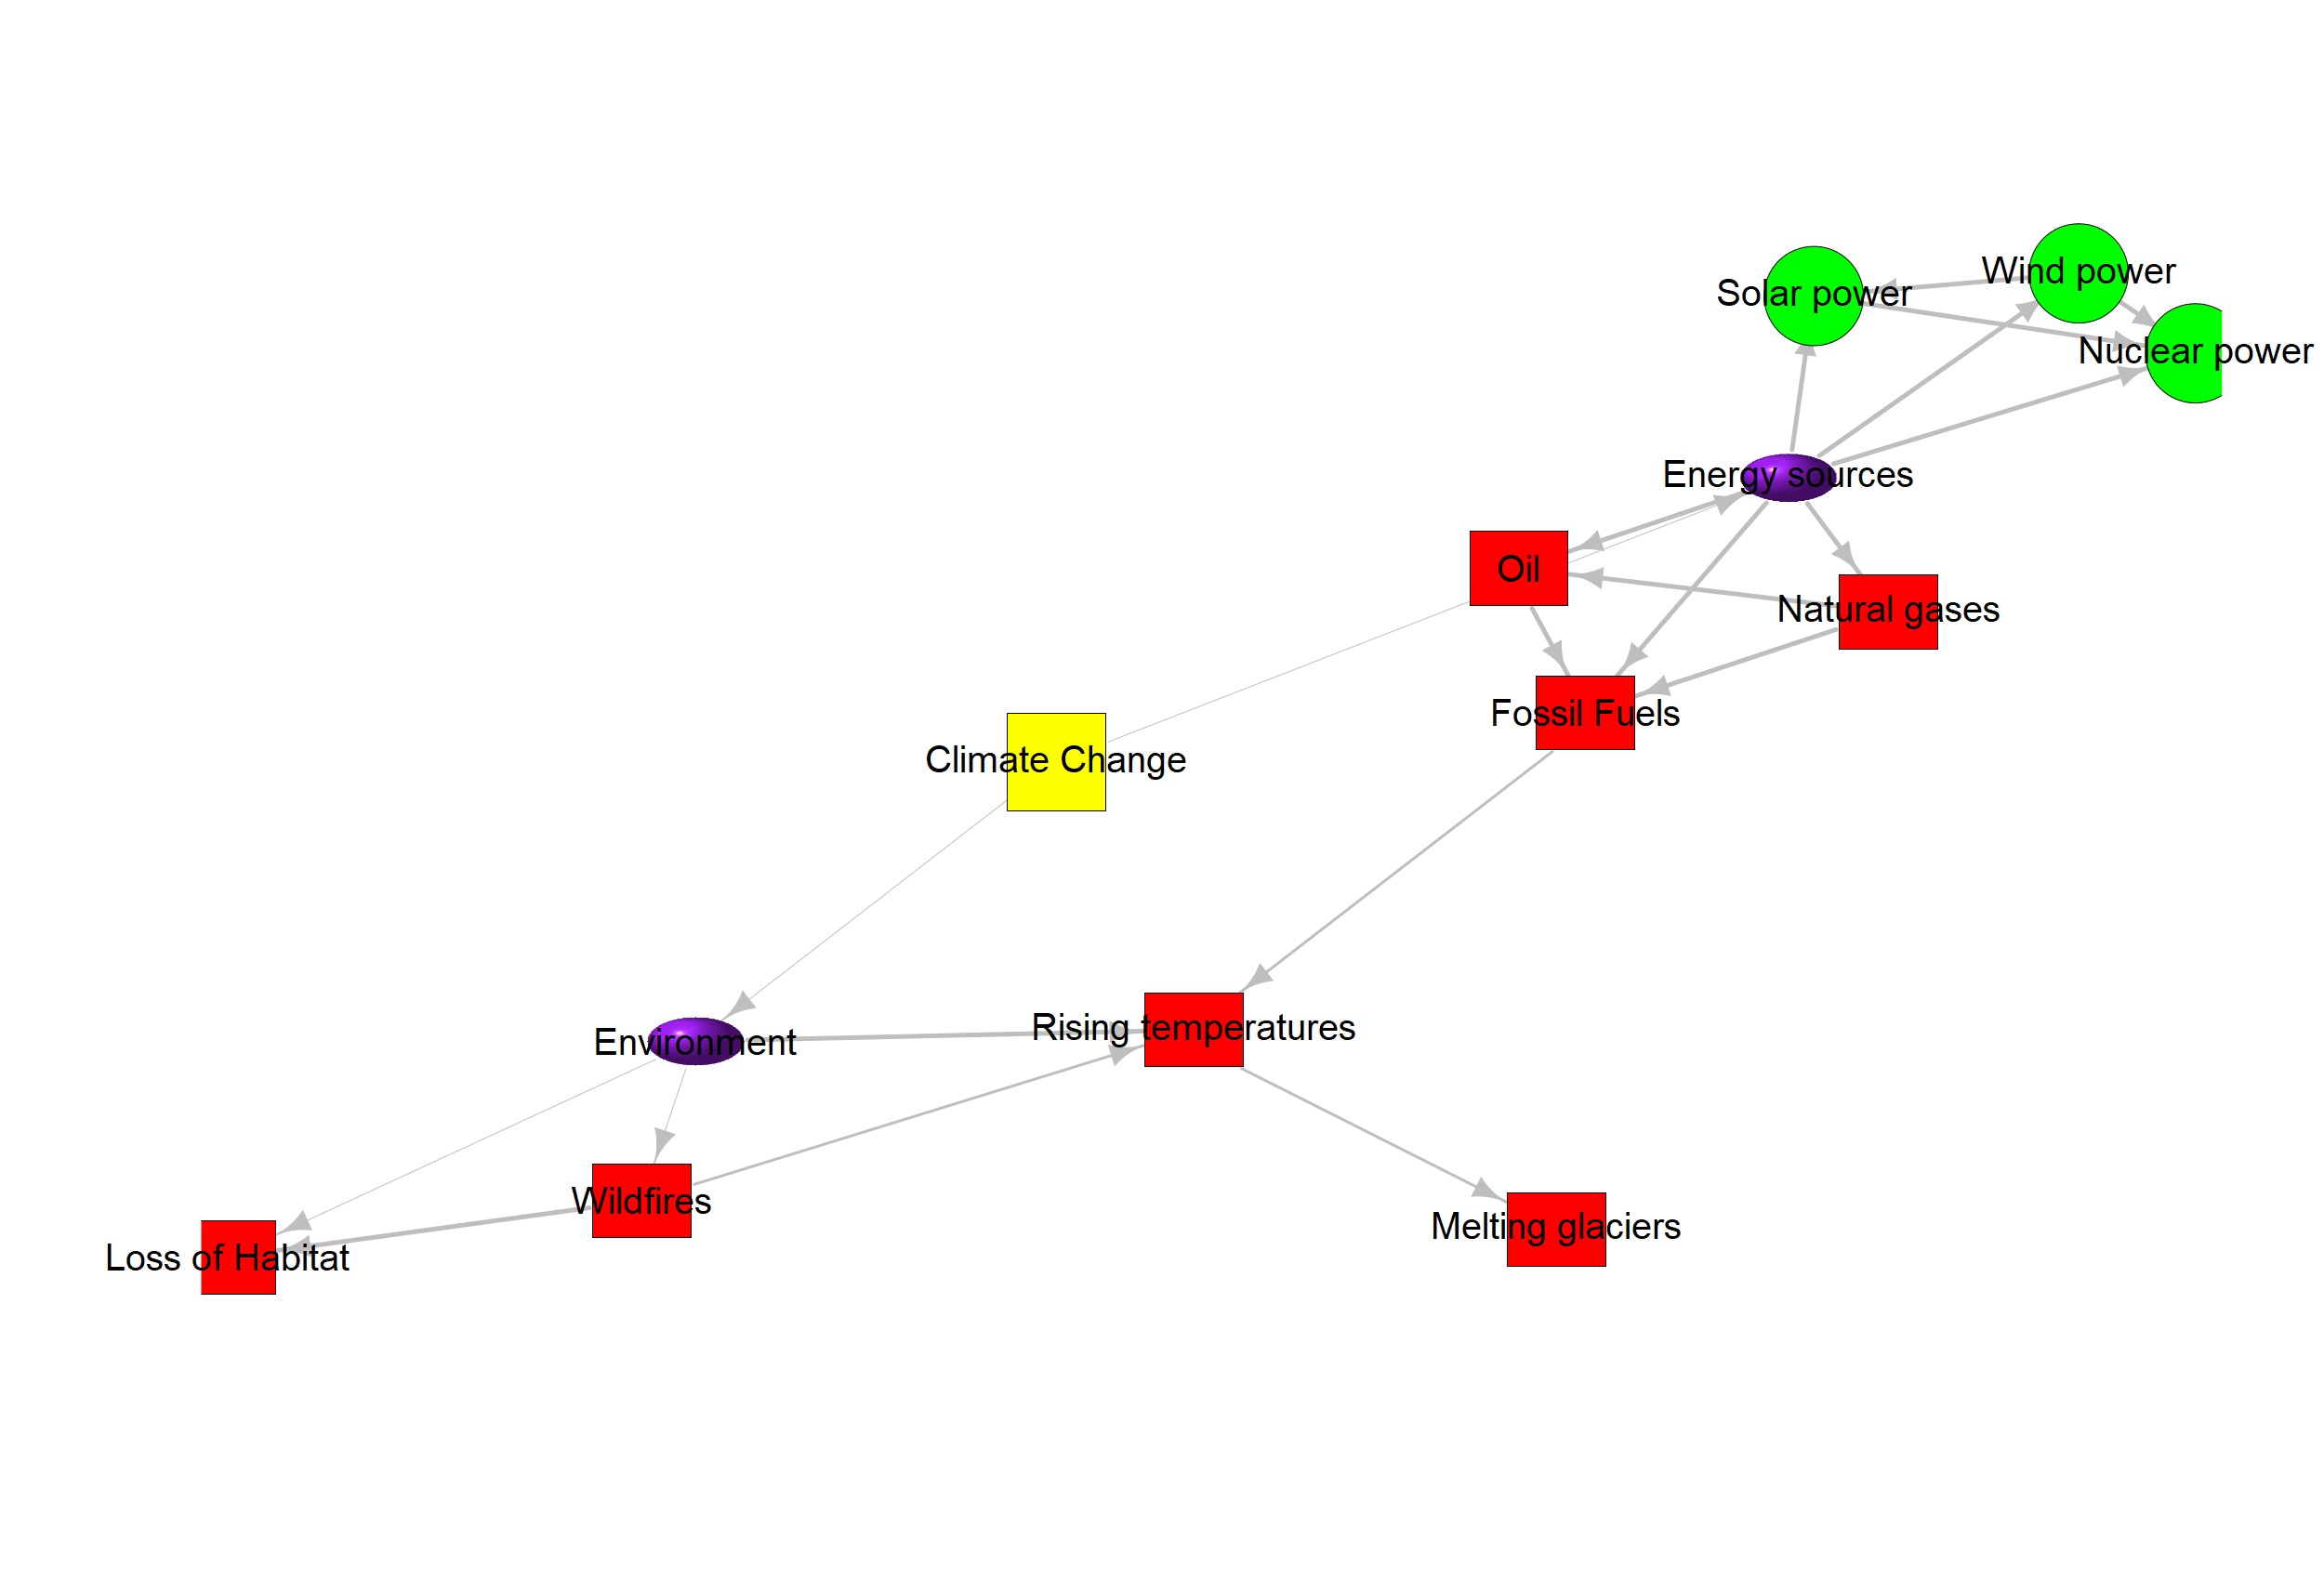 Wind power
Solar power
Nuclear power
Energy sources
Oil
Natural gases
Fossil Fuels
Climate Change
Rising temperatures
Environment
Wildfires
Melting glaciers
Loss of Habitat